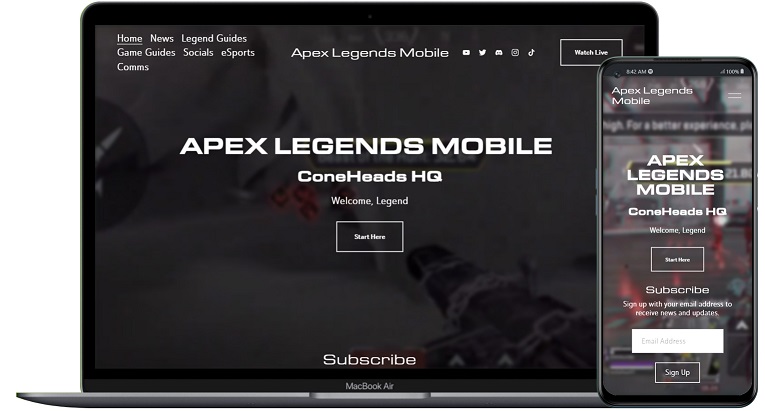 Home News Legend Guides
Game Guides Socials eSports
Comms
Apex Legends Mobile
Watch Live
APEX LEGENDS MOBILE
ConeHeads HQ
Welcome, Legend
Start Here
Subscribe
MacBook Air
8:42 AM
100%
Apex Legends
Mobile
high. For a better experience, pl
APEX
LEGENDS
MOBILE
ConeHeads HQ
Welcome, Legend
Start Here
Subscribe
Sign up with your email address to
receive news and updates.
Email Address
Sign Up